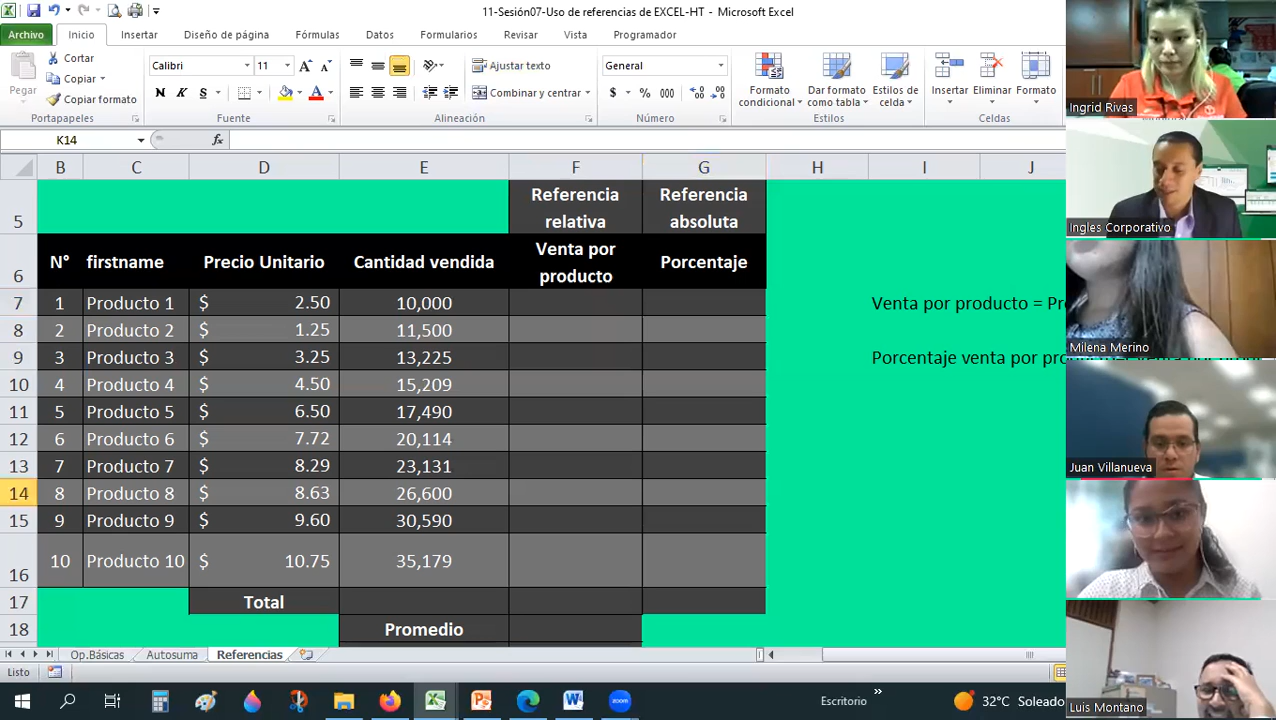 11-Sesión07-Uso de referencias de EXCEL-HT - Microsoft Excel
Archivo Inicio Insertar Diseño de página Fórmulas Datos Formularios Revisar Vista Programador
Pegar
Cortar
Copiar
Copiar formato
Portapapeles
Calibri 11
N K S
Fuente
Ajustar texto
Combinar y centrar
Alineación
General
$ % 000
Número
Formato condicional
Dar formato como tabla
Estilos de celda
Estilos
Insertar
Eliminar
Formato
Celdas
K14 fx
B C D E F G H I J
5 Referencia relativa Referencia absoluta
6 N° firstname Precio Unitario Cantidad vendida Venta por producto Porcentaje
7 1 Producto 1 $ 2.50 10,000 Venta por producto =
8 2 Producto 2 $ 1.25 11,500
9 3 Producto 3 $ 3.25 13,225 Porcentaje venta por
10 4 Producto 4 $ 4.50 15,209
11 5 Producto 5 $ 6.50 17,490
12 6 Producto 6 $ 7.72 20,114
13 7 Producto 7 $ 8.29 23,131
14 8 Producto 8 $ 8.63 26,600
15 9 Producto 9 $ 9.60 30,590
16 10 Producto 10 $ 10.75 35,179
17 Total
18 Promedio
Op.Básicas Autosuma Referencias
Listo
Escritorio » 32°C Soleado
zoom
Ingrid Rivas
Ingles Corporativo
Milena Merino
Juan Villanueva
Luis Montano